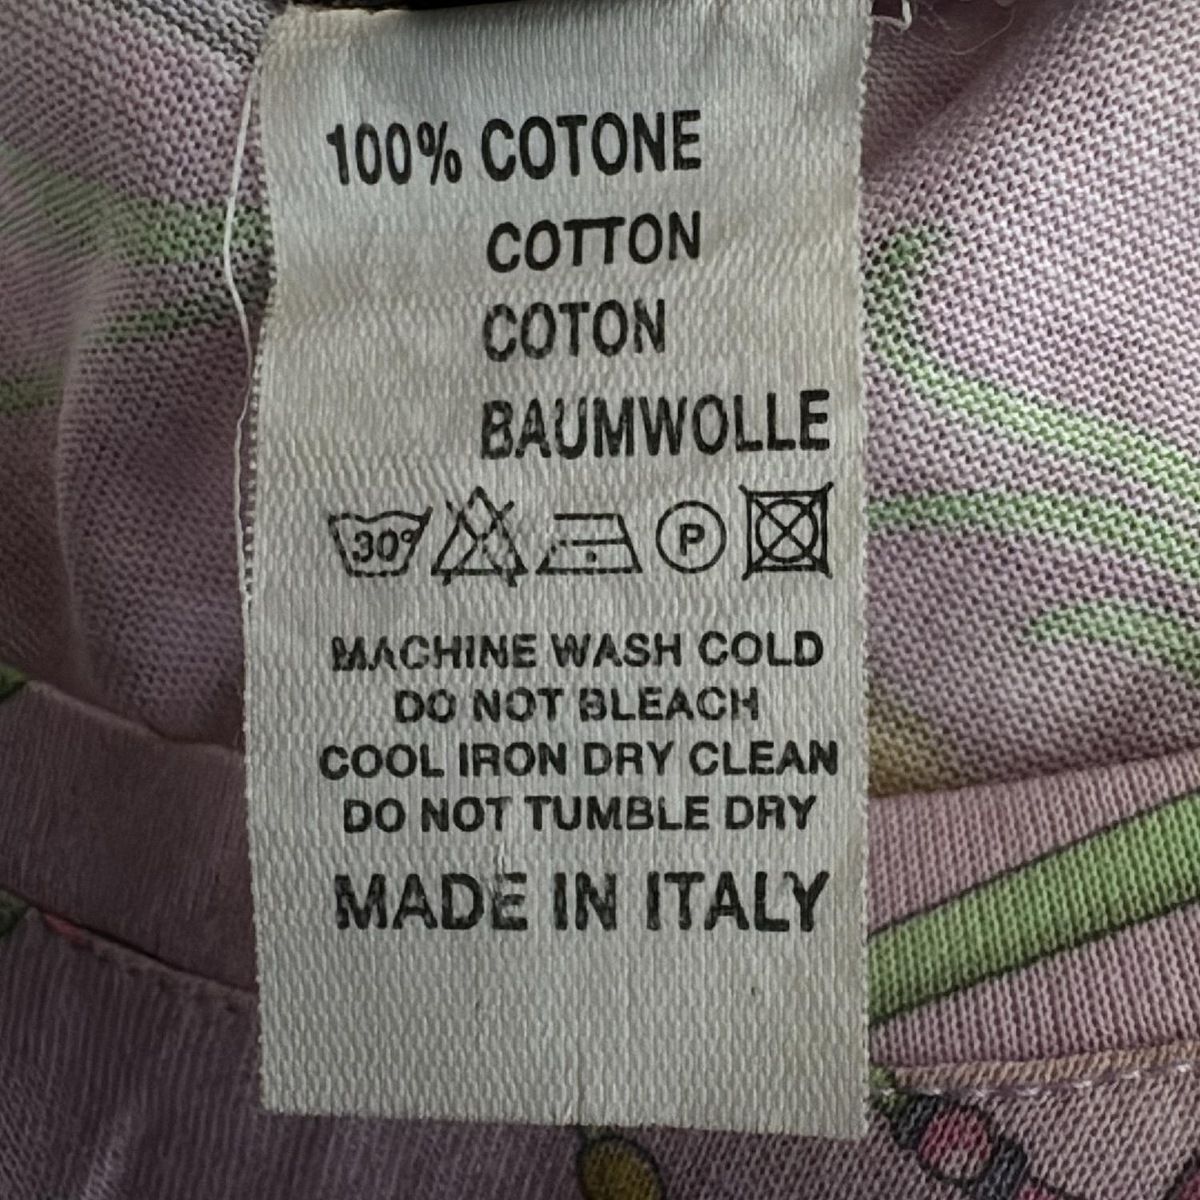 100% COTONE
COTTON
COTON
BAUMWOLLE
30° P
MACHINE WASH COLD
DO NOT BLEACH
COOL IRON DRY CLEAN
DO NOT TUMBLE DRY
MADE IN ITALY